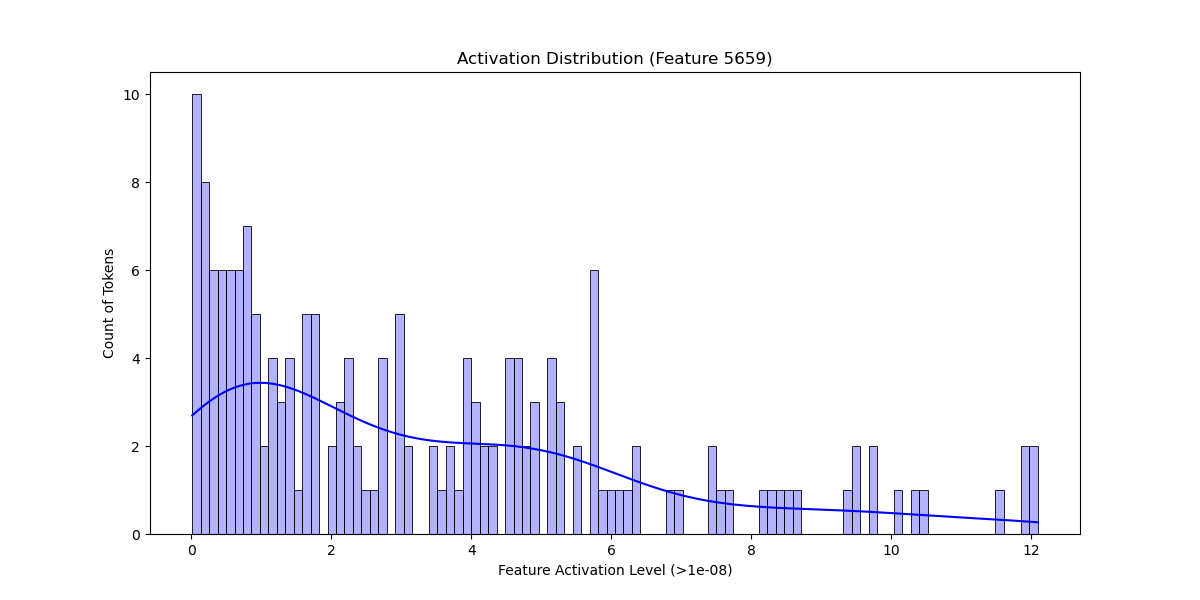 Activation Distribution (Feature 5659)
Count of Tokens
10
8
6
4
2
0
0 2 4 6 8 10 12
Feature Activation Level (>1e-08)